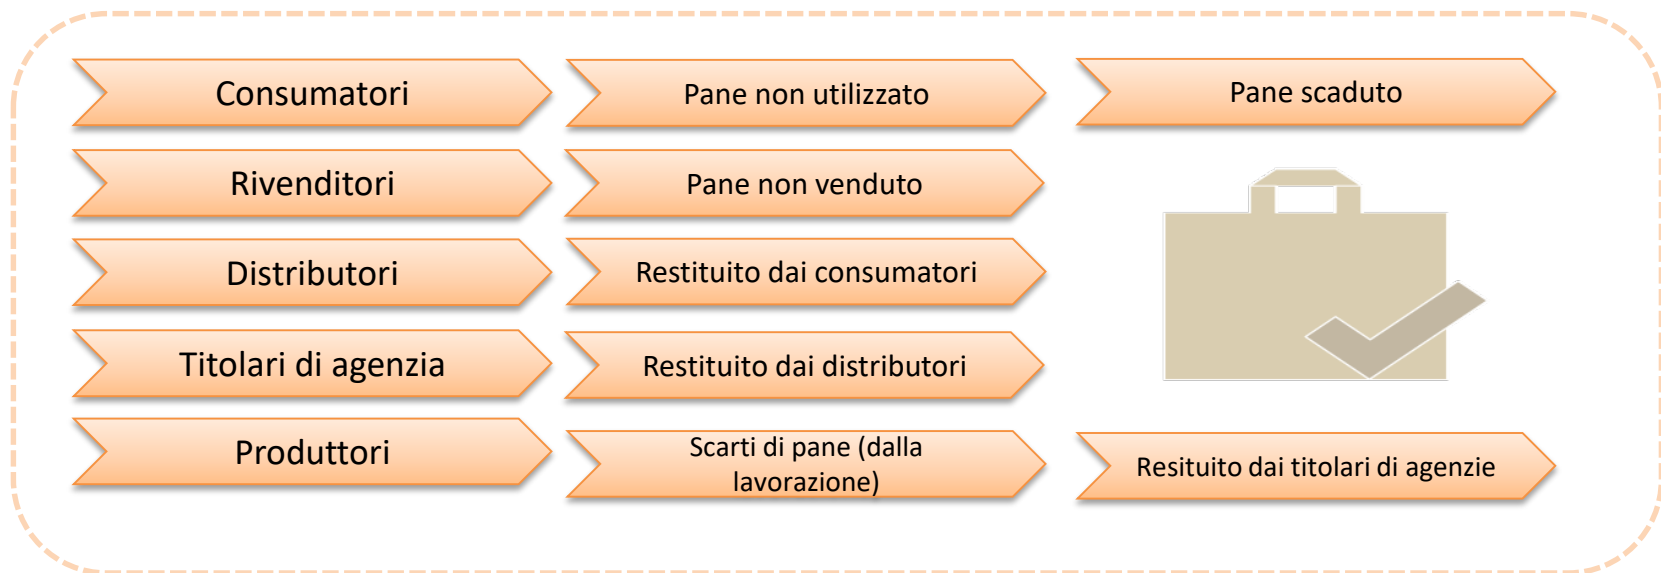 Consumatori
Pane non utilizzato
Pane scaduto
Rivenditori
Pane non venduto
Distributori
Restituito dai consumatori
Titolari di agenzia
Restituito dai distributori
Produttori
Scarti di pane (dalla
lavorazione)
Resituito dai titolari di agenzie